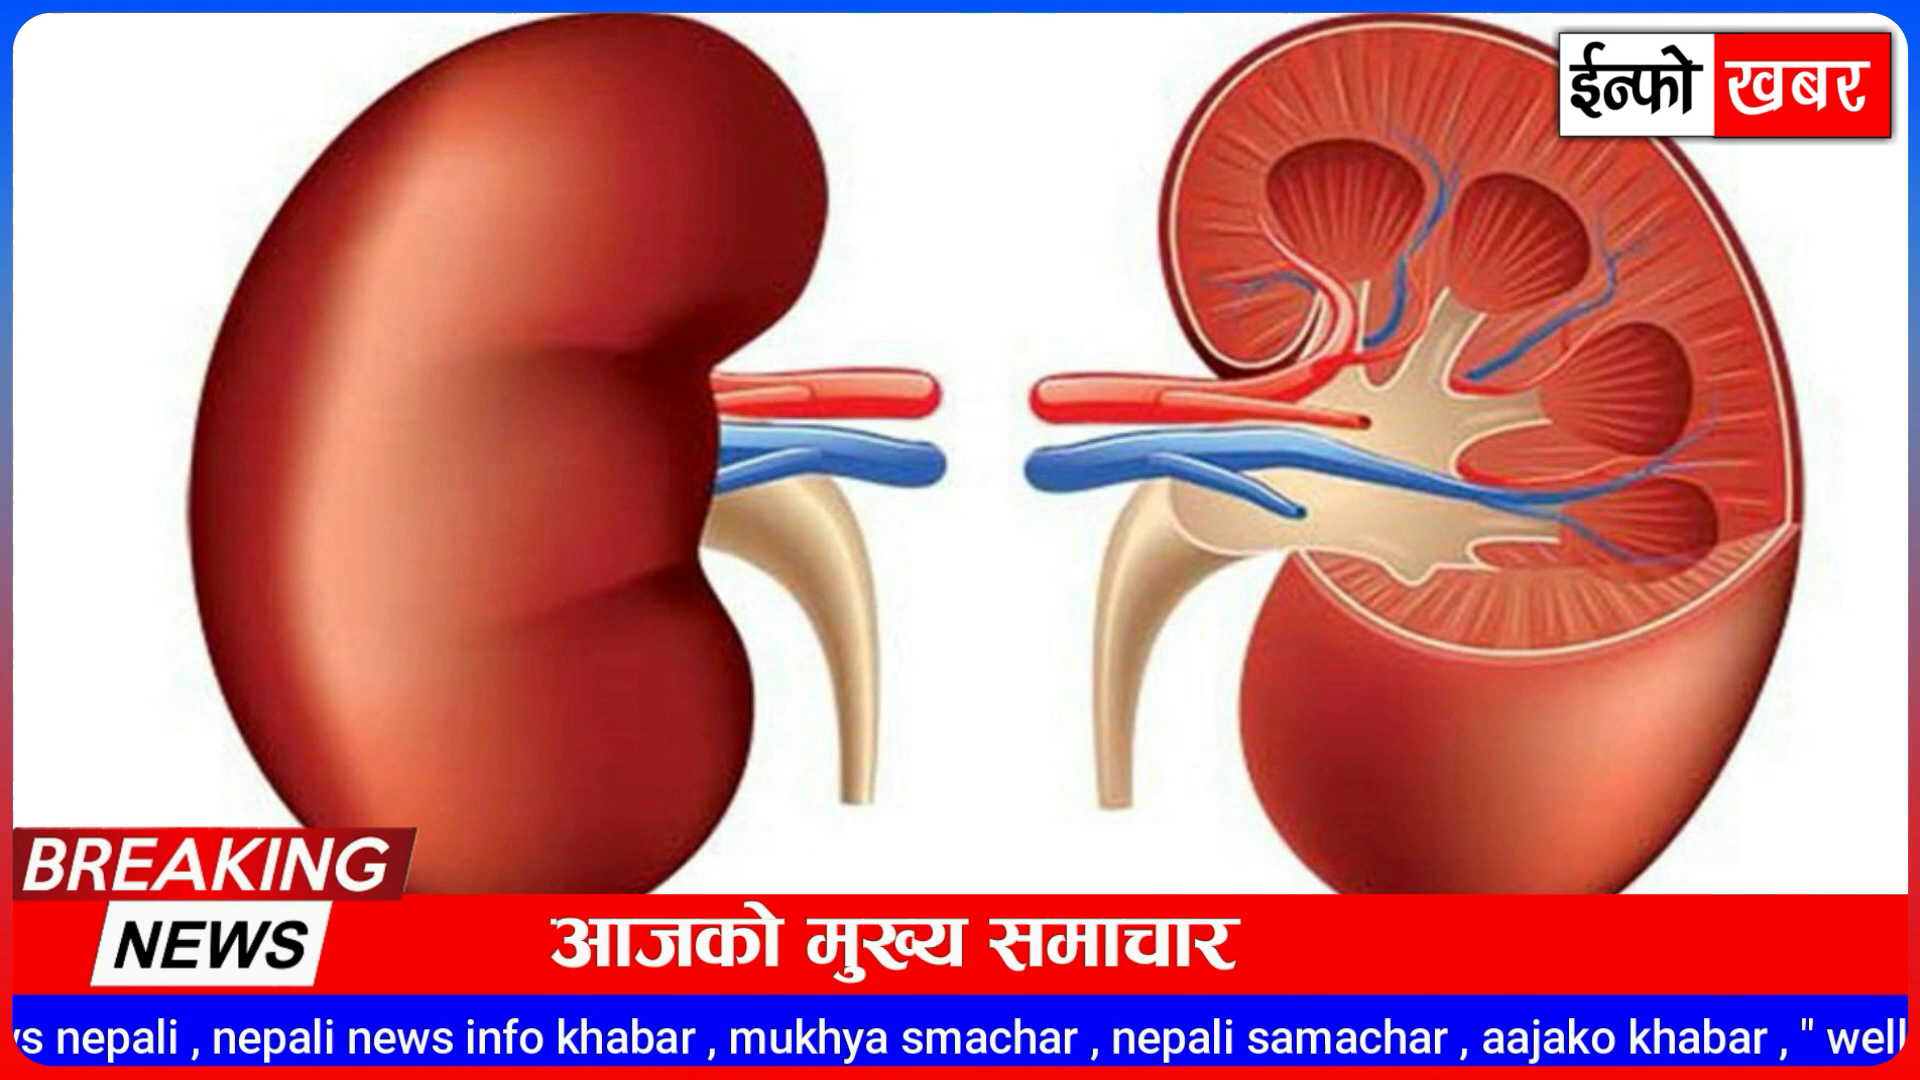 ईन्फो खबर
BREAKING
NEWS
आजको मुख्य समाचार
nepali , nepali news info khabar , mukhya smachar , nepali samachar , aajako khabar , " well